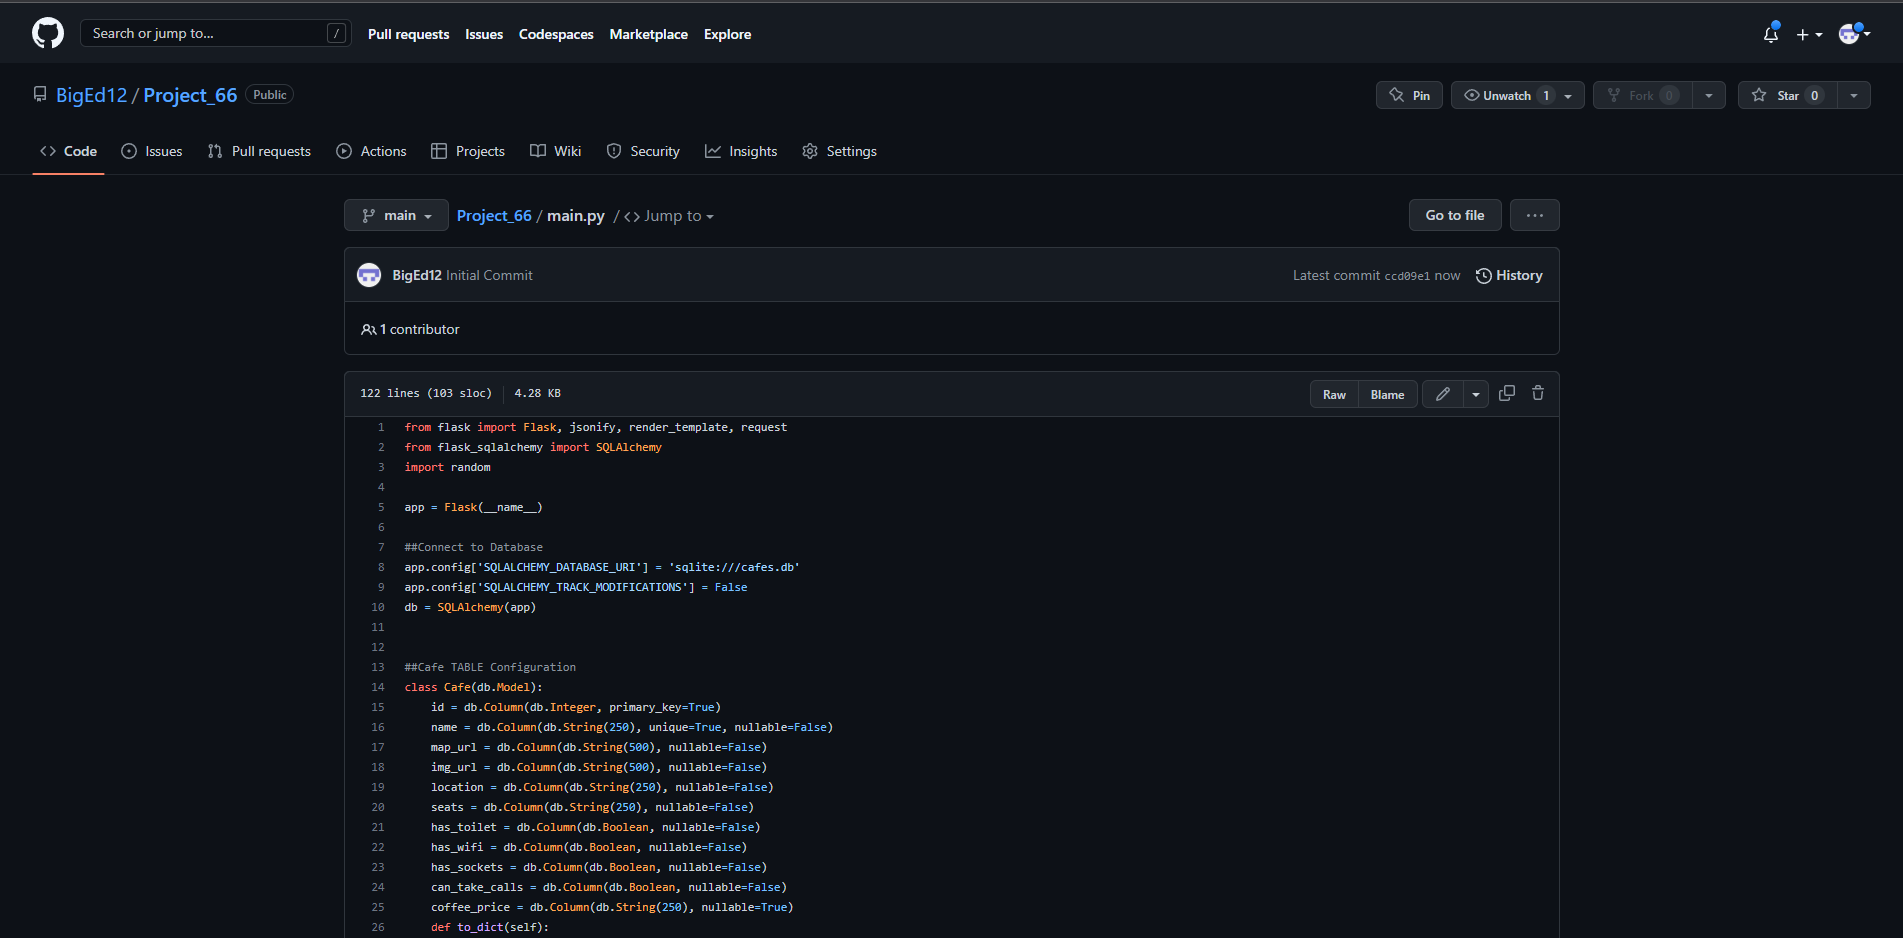 Search or jump to... /
Pull requests Issues Codespaces Marketplace Explore
BigEd12 / Project_66 Public
Pin Unwatch 1 Fork 0 Star 0
Code Issues Pull requests Actions Projects Wiki Security Insights Settings
main Project_66 / main.py / <> Jump to Go to file ...
BigEd12 Initial Commit Latest commit ccd09e1 now History
1 contributor
122 lines (103 sloc) 4.28 KB Raw Blame
1 from flask import Flask, jsonify, render_template, request
2 from flask_sqlalchemy import SQLAlchemy
3 import random
4
5 app = Flask(__name__)
6
7 ##Connect to Database
8 app.config['SQLALCHEMY_DATABASE_URI'] = 'sqlite:///cafes.db'
9 app.config['SQLALCHEMY_TRACK_MODIFICATIONS'] = False
10 db = SQLAlchemy(app)
11
12
13 ##Cafe TABLE Configuration
14 class Cafe(db.Model):
15     id = db.Column(db.Integer, primary_key=True)
16     name = db.Column(db.String(250), unique=True, nullable=False)
17     map_url = db.Column(db.String(500), nullable=False)
18     img_url = db.Column(db.String(500), nullable=False)
19     location = db.Column(db.String(250), nullable=False)
20     seats = db.Column(db.String(250), nullable=False)
21     has_toilet = db.Column(db.Boolean, nullable=False)
22     has_wifi = db.Column(db.Boolean, nullable=False)
23     has_sockets = db.Column(db.Boolean, nullable=False)
24     can_take_calls = db.Column(db.Boolean, nullable=False)
25     coffee_price = db.Column(db.String(250), nullable=True)
26     def to_dict(self):